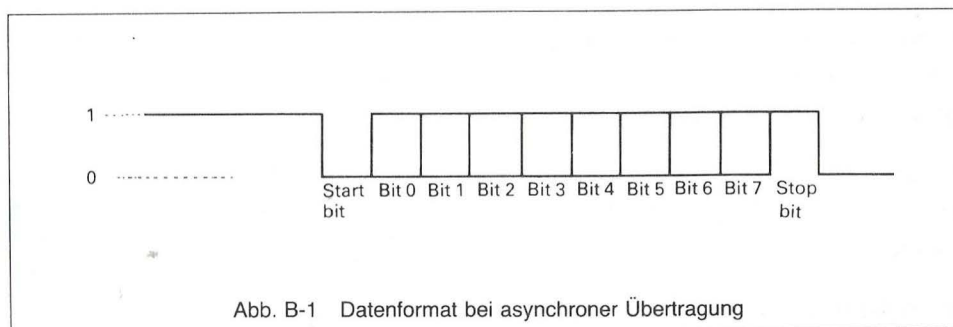 1
0
Start Bit 0 Bit 1 Bit 2 Bit 3 Bit 4 Bit 5 Bit 6 Bit 7 Stop
bit bit
Abb. B-1 Datenformat bei asynchroner Übertragung